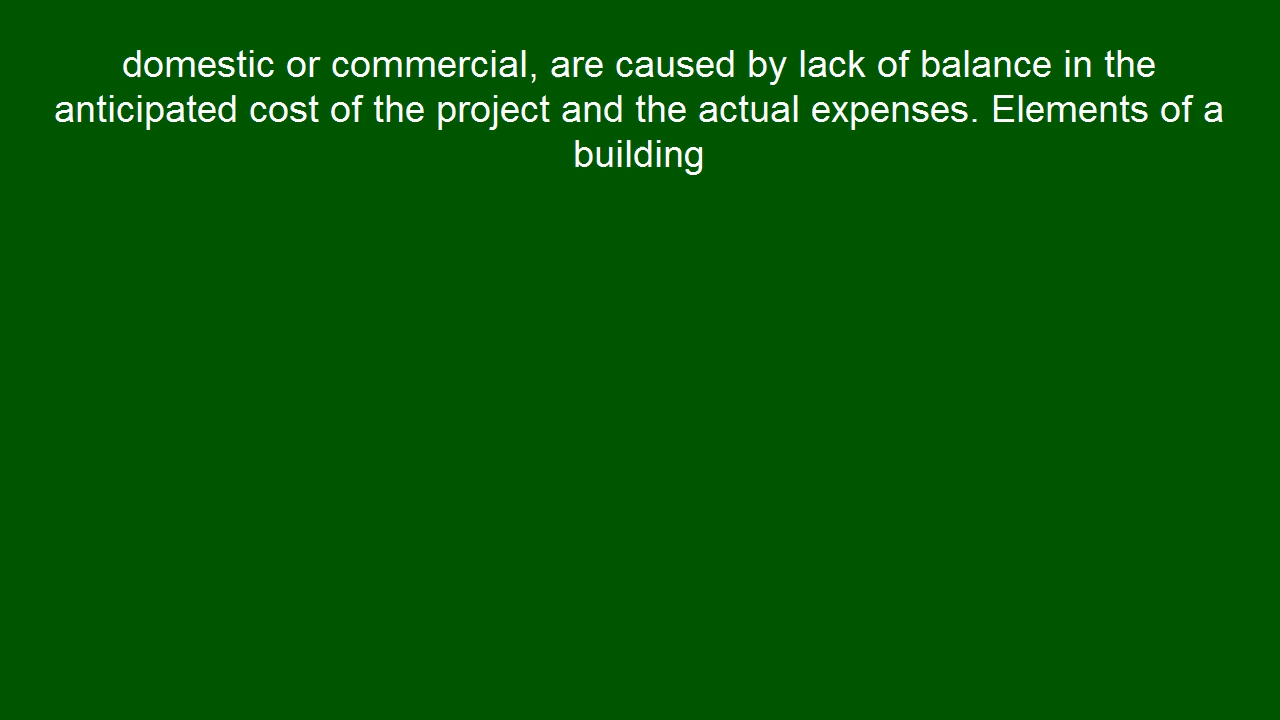 domestic or commercial, are caused by lack of balance in the
anticipated cost of the project and the actual expenses. Elements of a
building